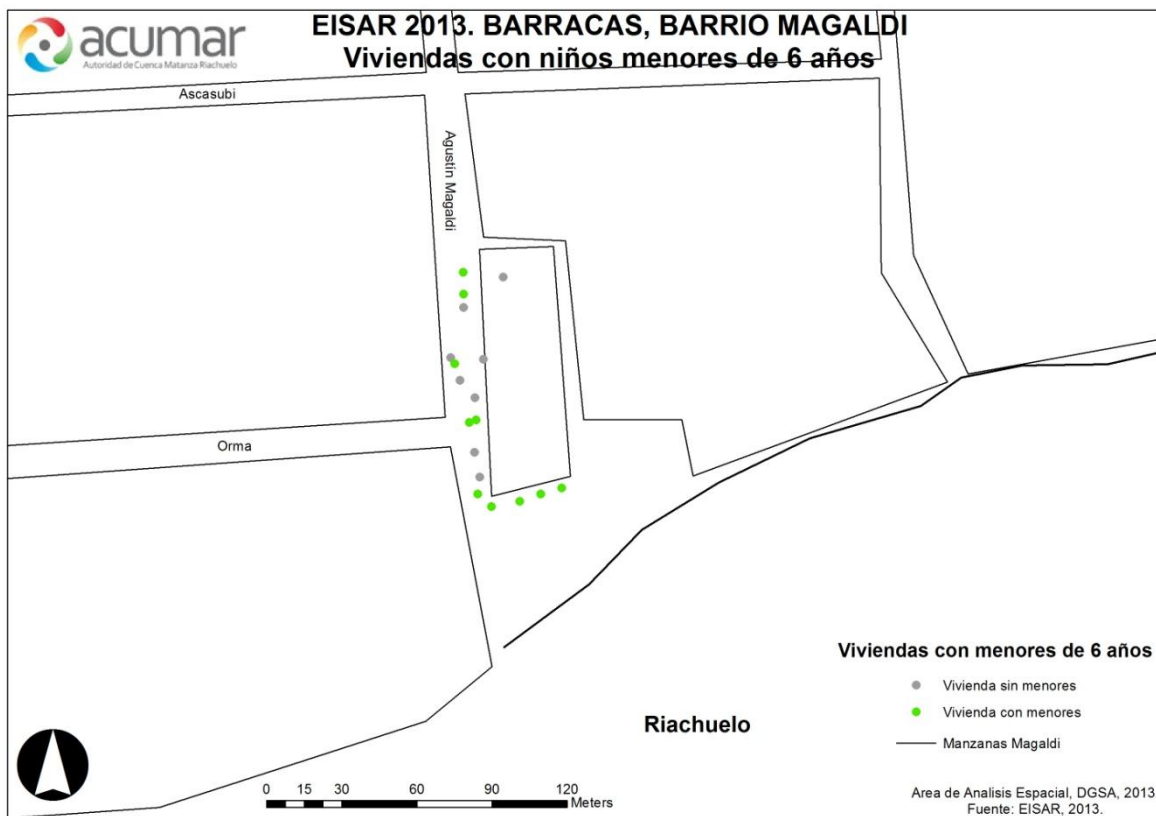 acumar
Autoridad de Cuenca Matanza Riachuelo
EISAR 2013. BARRACAS, BARRIO MAGALDI
Viviendas con niños menores de 6 años
Ascasubi
Agustin Magaldi
Orma
Riachuelo
Viviendas con menores de 6 años
Vivienda sin menores
Vivienda con menores
Manzanas Magaldi
0 15 30 60 90 120
Meters
Area de Analisis Espacial, DGSA, 2013
Fuente: EISAR, 2013.